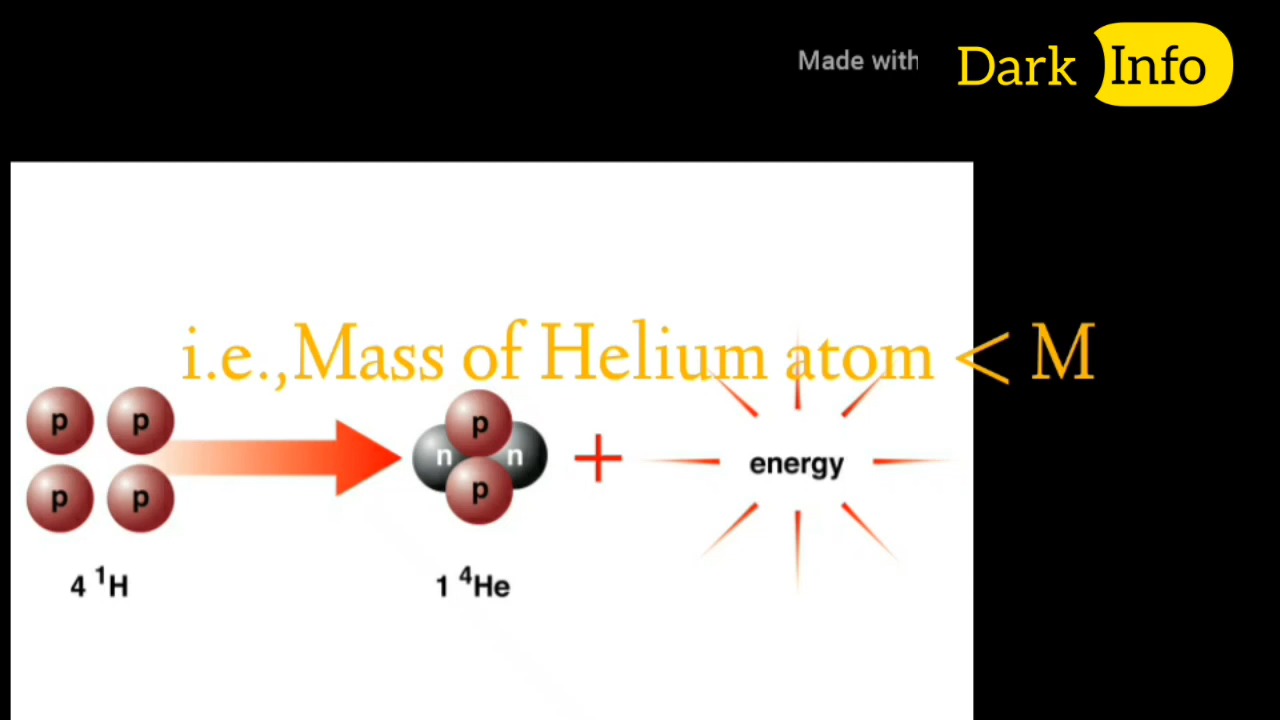 Made with
Dark Info
i.e.,Mass of Helium atom < M
p p
p
n n
p
p p
+
energy
4 ¹H
1 ⁴He